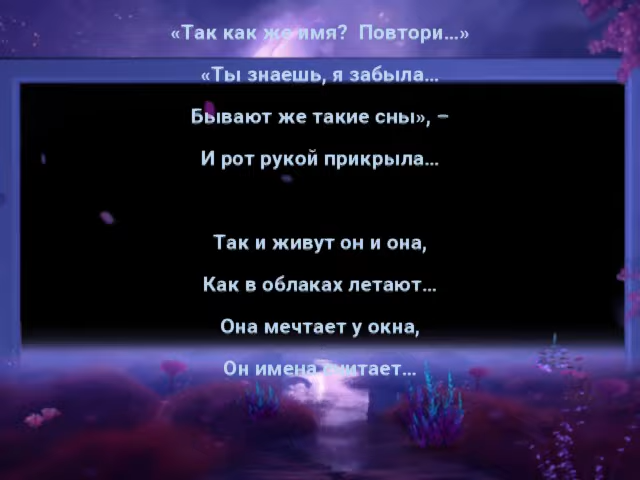 «Так как же имя?  Повтори...»
«Ты знаешь, я забыла...
Бывают же такие сны», –
И рот рукой прикрыла...
Так и живут он и она,
Как в облаках летают...
Она мечтает у окна,
Он имена считает...